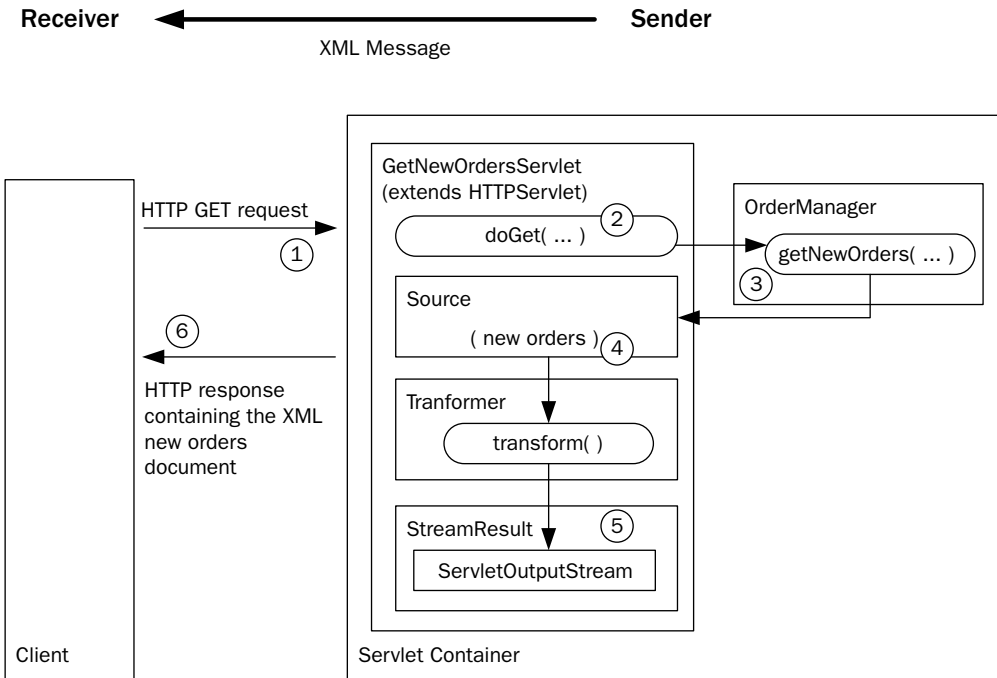 Receiver
Sender
XML Message
GetNewOrdersServlet
(extends HTTPServlet)
HTTP GET request
1
2
doGet( ... )
OrderManager
getNewOrders( ... )
3
Source
( new orders )
4
6
HTTP response
containing the XML
new orders
document
Tranformer
transform( )
StreamResult
5
ServletOutputStream
Client
Servlet Container